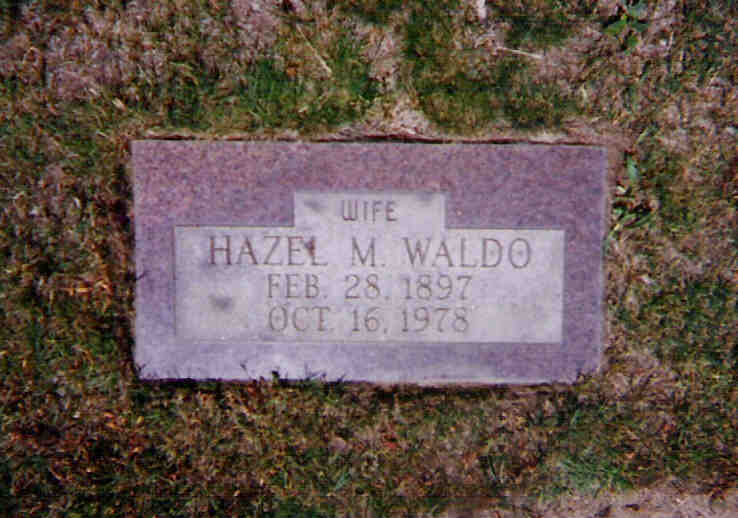 WIFE
HAZEL M. WALDO
FEB. 28, 1897
OCT. 16, 1978